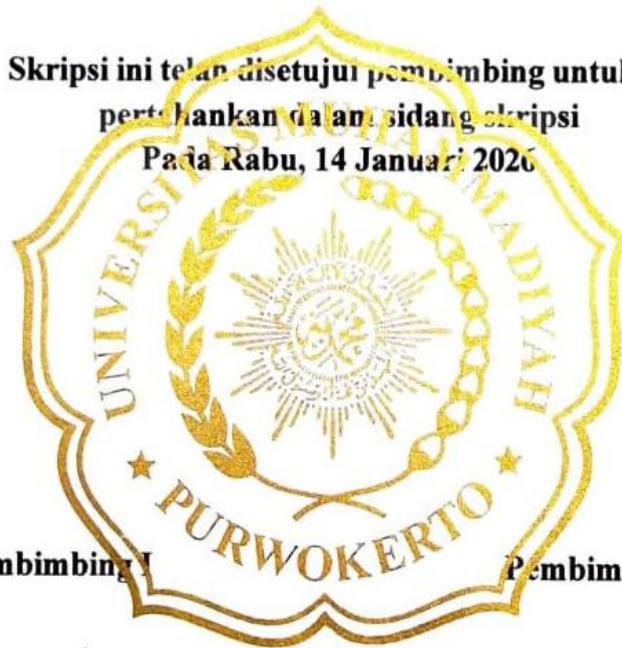 Skripsi ini telah disetujui pembimbing untuk
pertahankan dalam sidang skripsi
Pada Rabu, 14 Januari 2026
UNIVERSITAS MUHAMMADIYAH
PURWOKERTO
mbimbing I
Pembim